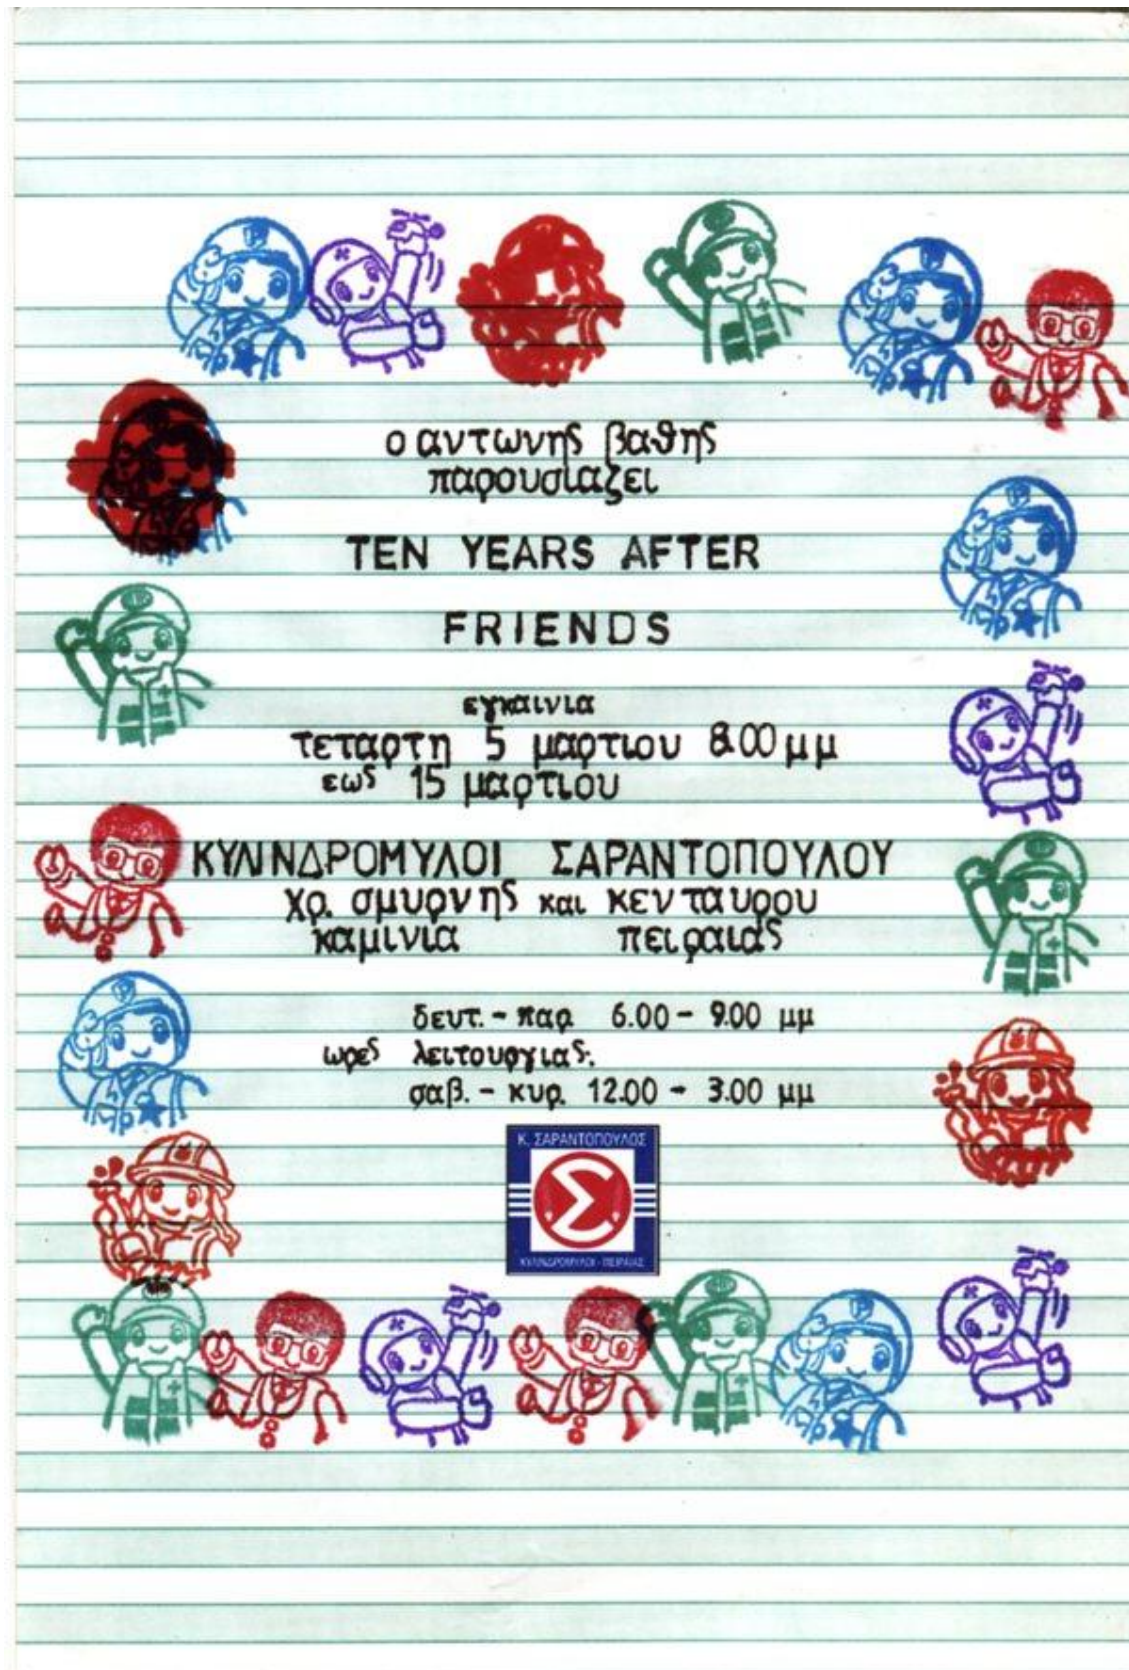 ο αντωνης βαθης
παρουσιαζει
TEN YEARS AFTER
FRIENDS
εγκαινια
τεταρτη 5 μαρτιου 8.00 μμ
εως 15 μαρτιου
ΚΥΛΙΝΔΡΟΜΥΛΟΙ ΣΑΡΑΝΤΟΠΟΥΛΟΥ
χρ. σμυρνης και κενταυρου
καμινια πειραιας
δευτ. - παρ. 6.00 - 9.00 μμ
ωρες λειτουργιας.
σαβ. - κυρ. 12.00 - 3.00 μμ
Κ. ΣΑΡΑΝΤΟΠΟΥΛΟΣ
Σ
ΚΥΛΙΝΔΡΟΜΥΛΟΙ - ΠΕΙΡΑΙΑΣ